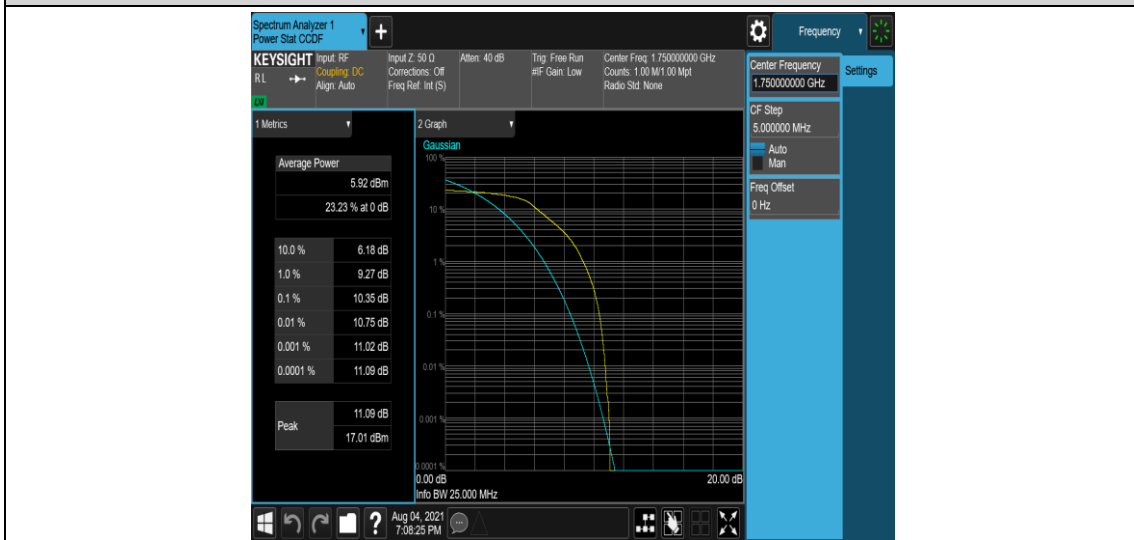 Spectrum Analyzer 1
Power Stat CCDF
+
Frequency
KEYSIGHT
RL
LXI
Input: RF
Coupling: DC
Align: Auto
Input Z: 50 Ω
Corrections: Off
Freq Ref: Int (S)
Atten: 40 dB
Trig: Free Run
#IF Gain: Low
Center Freq: 1.750000000 GHz
Counts: 1.00 M/1.00 Mpt
Radio Std: None
Center Frequency
1.750000000 GHz
Settings
CF Step
5.000000 MHz
Auto
Man
Freq Offset
0 Hz
1 Metrics
Average Power
5.92 dBm
23.23 % at 0 dB
10.0 % 6.18 dB
1.0 % 9.27 dB
0.1 % 10.35 dB
0.01 % 10.75 dB
0.001 % 11.02 dB
0.0001 % 11.09 dB
Peak
11.09 dB
17.01 dBm
2 Graph
Gaussian
100 %
10 %
1 %
0.1 %
0.01 %
0.001 %
0.0001 %
0.00 dB 20.00 dB
Info BW 25.000 MHz
?
Aug 04, 2021
7:08:25 PM